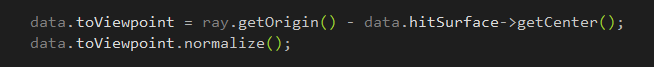 data.toViewpoint = ray.getOrigin() - data.hitSurface->getCenter();
data.toViewpoint.normalize();